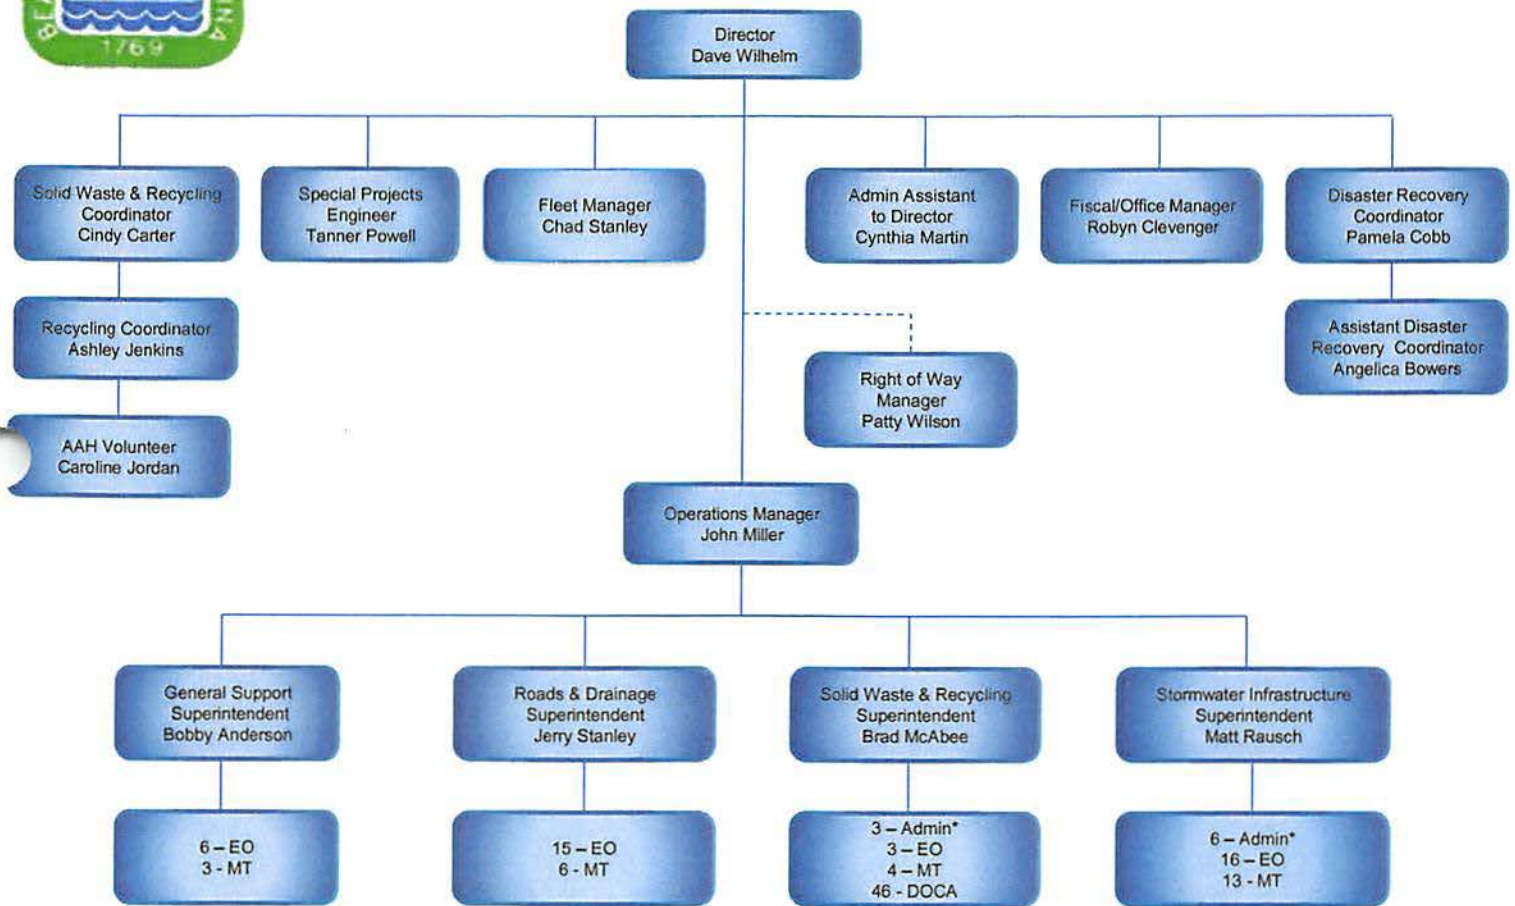 1769
Director
Dave Wilhelm
Solid Waste & Recycling
Coordinator
Cindy Carter
Special Projects
Engineer
Tanner Powell
Fleet Manager
Chad Stanley
Admin Assistant
to Director
Cynthia Martin
Fiscal/Office Manager
Robyn Clevenger
Disaster Recovery
Coordinator
Pamela Cobb
Recycling Coordinator
Ashley Jenkins
Assistant Disaster
Recovery Coordinator
Angelica Bowers
Right of Way
Manager
Patty Wilson
AAH Volunteer
Caroline Jordan
Operations Manager
John Miller
General Support
Superintendent
Bobby Anderson
Roads & Drainage
Superintendent
Jerry Stanley
Solid Waste & Recycling
Superintendent
Brad McAbee
Stormwater Infrastructure
Superintendent
Matt Rausch
6 – EO
3 - MT
15 – EO
6 - MT
3 – Admin*
3 – EO
4 – MT
46 - DOCA
6 – Admin*
16 – EO
13 - MT